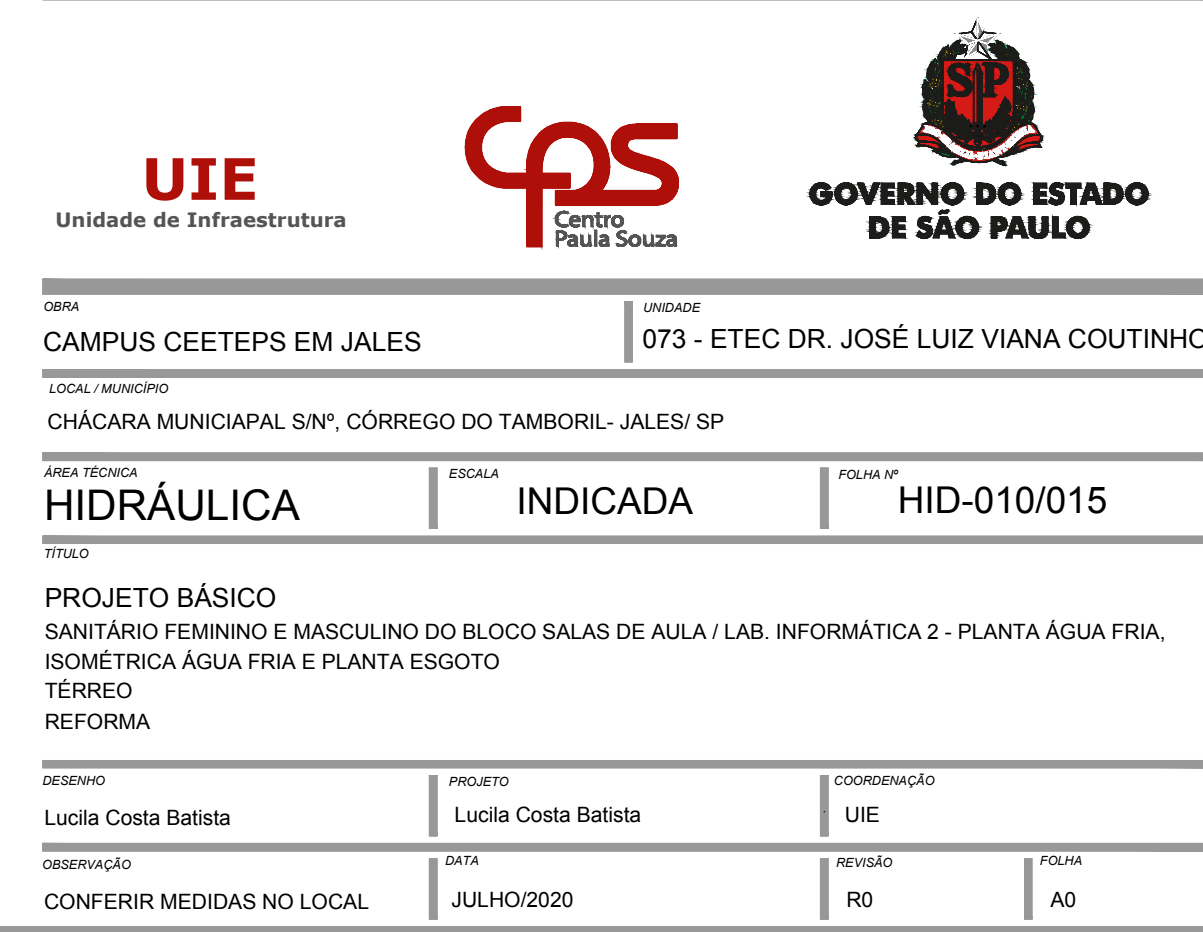 UIE
Unidade de Infraestrutura
CPS
Centro
Paula Souza
SP
GOVERNO DO ESTADO
DE SÃO PAULO
OBRA
CAMPUS CEETEPS EM JALES
UNIDADE
073 - ETEC DR. JOSÉ LUIZ VIANA COUTINHO
LOCAL / MUNICÍPIO
CHÁCARA MUNICIAPAL S/Nº, CÓRREGO DO TAMBORIL- JALES/ SP
ÁREA TÉCNICA
HIDRÁULICA
ESCALA
INDICADA
FOLHA Nº
HID-010/015
TÍTULO
PROJETO BÁSICO
SANITÁRIO FEMININO E MASCULINO DO BLOCO SALAS DE AULA / LAB. INFORMÁTICA 2 - PLANTA ÁGUA FRIA,
ISOMÉTRICA ÁGUA FRIA E PLANTA ESGOTO
TÉRREO
REFORMA
DESENHO
Lucila Costa Batista
PROJETO
Lucila Costa Batista
COORDENAÇÃO
UIE
OBSERVAÇÃO
CONFERIR MEDIDAS NO LOCAL
DATA
JULHO/2020
REVISÃO
R0
FOLHA
A0